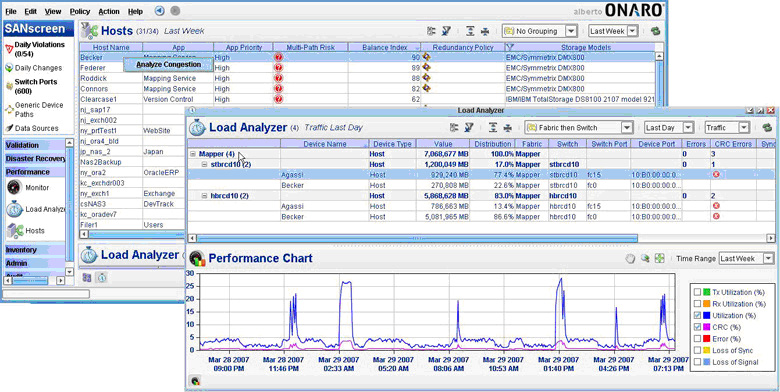 File Edit View Policy Action Help
alberto ONARO
SANscreen
Daily Violations (0/54)
Daily Changes
Switch Ports (600)
Generic Device Paths
Data Sources
Validation
Disaster Recovery
Performance
Monitor
Load Analyzer
Hosts
Inventory
Admin
Hosts (31/34) Last Week
No Grouping
Last Week
Host Name App App Priority Multi-Path Risk Balance Index Redundancy Policy Storage Models
Becker High 90 EMC/Symmetrix DMX800
Analyze Congestion
Federer High 89 EMC/Symmetrix DMX800
Roddick Mapping Service High 88 EMC/Symmetrix DMX800
Connors Mapping Service High 82 EMC/Symmetrix DMX800
Clearcase1 Version Control High 62 IBM/IBM TotalStorage DS8100 2107 model 921
nj_sap17
nj_exch002
ny_prfTest1 WebSite
nj_ora4_bld
jp_nas_2 Japan
Nas2Backup
ny_ora2 OracleERP
kc_exchdr003
ny_exch1 Exchange
csNAS3 DevTrack
kc_oradev7
Filer1 Users
Load Analyzer
Load Analyzer
Load Analyzer (4) Traffic Last Day
Fabric then Switch
Last Day
Traffic
Device Name Device Type Value Distribution Fabric Switch Switch Port Device Port Errors CRC Errors Sync
Mapper (4) Host 7,068,677 MB 100.0% Mapper 0 3
stbrcd10 (2) Host 1,200,049 MB 17.0% Mapper stbrcd10 0 1
Agassi Host 929,240 MB 77.4% Mapper stbrcd10 fc15 10:B0:00:00:0...
Becker Host 270,808 MB 22.6% Mapper stbrcd10 fc0 10:B0:00:00:0...
hbrcd10 (2) Host 5,868,628 MB 83.0% Mapper hbrcd10 0 2
Agassi Host 786,663 MB 13.4% Mapper hbrcd10 fc15 10:B0:00:00:0...
Becker Host 5,081,965 MB 86.6% Mapper hbrcd10 fc0 10:B0:00:00:0...
Performance Chart
Time Range Last Week
30
25
20
15
10
5
0
Mar 28 2007 09:00 PM
Mar 28 2007 11:46 PM
Mar 29 2007 02:33 AM
Mar 29 2007 05:20 AM
Mar 29 2007 08:06 AM
Mar 29 2007 10:53 AM
Mar 29 2007 01:40 PM
Mar 29 2007 04:26 PM
Mar 29 2007 07:13 PM
Tx Utilization (%)
Rx Utilization (%)
Utilization (%)
CRC (%)
Error (%)
Loss of Sync
Loss of Signal